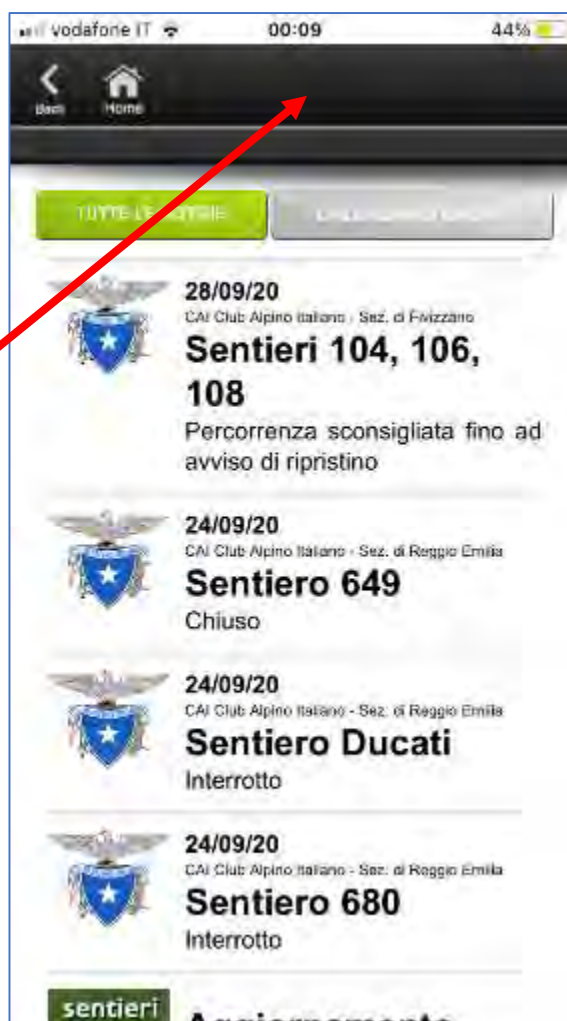 vodafone IT 00:09 44%
Back Home
TUTTE LE NOTIZIE
28/09/20
CAI Club Alpino Italiano - Sez. di Fivizzano
Sentieri 104, 106,
108
Percorrenza sconsigliata fino ad
avviso di ripristino
24/09/20
CAI Club Alpino Italiano - Sez. di Reggio Emilia
Sentiero 649
Chiuso
24/09/20
CAI Club Alpino Italiano - Sez. di Reggio Emilia
Sentiero Ducati
Interrotto
24/09/20
CAI Club Alpino Italiano - Sez. di Reggio Emilia
Sentiero 680
Interrotto
sentieri